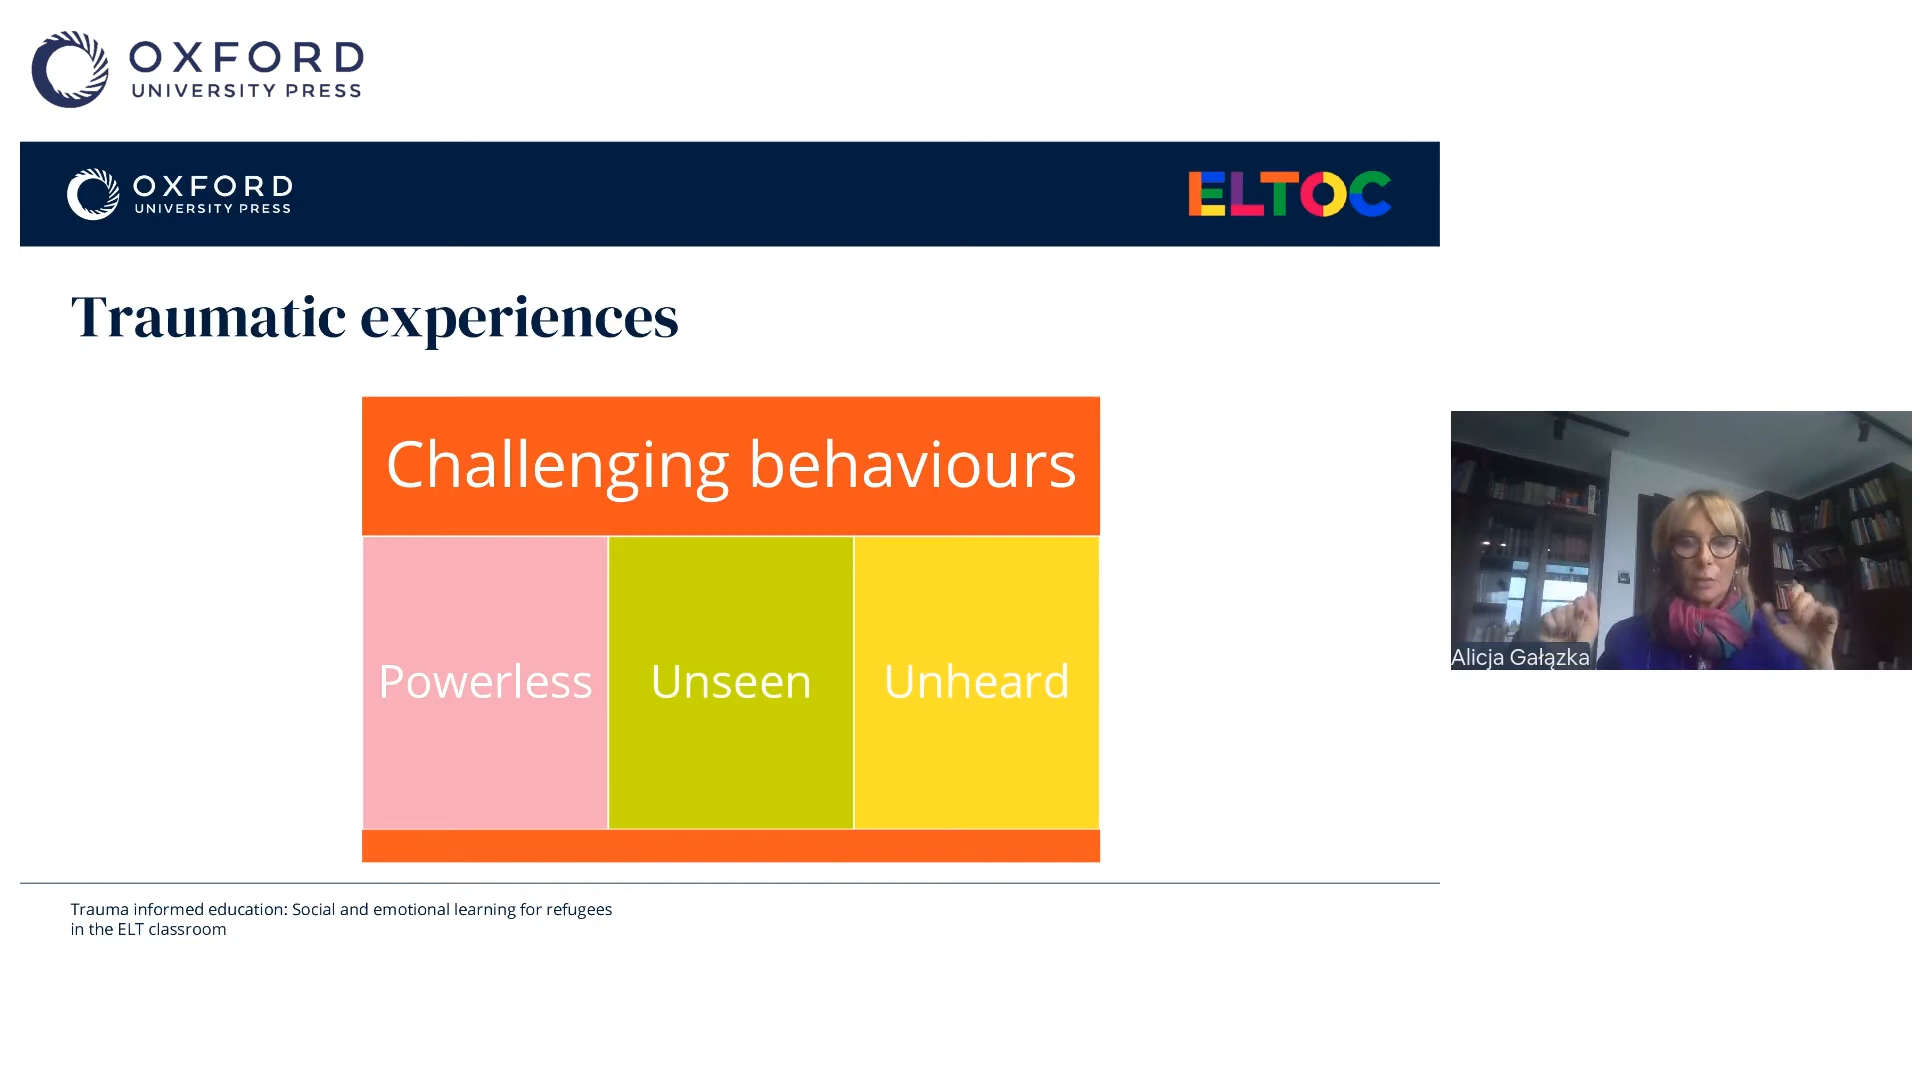 OXFORD
UNIVERSITY PRESS
OXFORD
UNIVERSITY PRESS
ELTOC
Traumatic experiences
Challenging behaviours
Powerless
Unseen
Unheard
Alicja Gałązka
Trauma informed education: Social and emotional learning for refugees
in the ELT classroom